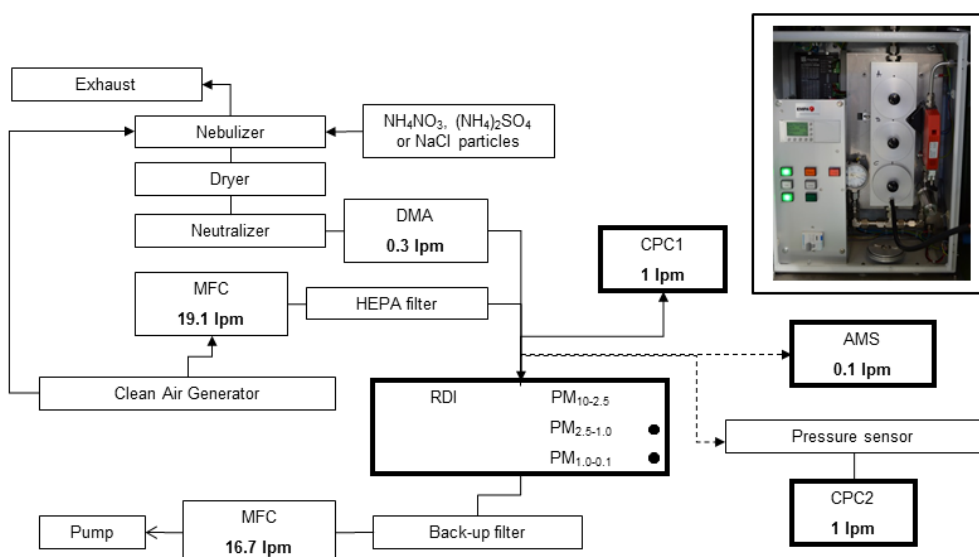 Exhaust
Nebulizer
NH₄NO₃, (NH₄)₂SO₄
or NaCl particles
Dryer
Neutralizer
DMA
0.3 lpm
CPC1
1 lpm
MFC
19.1 lpm
HEPA filter
AMS
0.1 lpm
Clean Air Generator
RDI
PM₁₀₋₂.₅
PM₂.₅₋₁.₀
PM₁.₀₋₀.₁
Pressure sensor
CPC2
1 lpm
Pump
MFC
16.7 lpm
Back-up filter